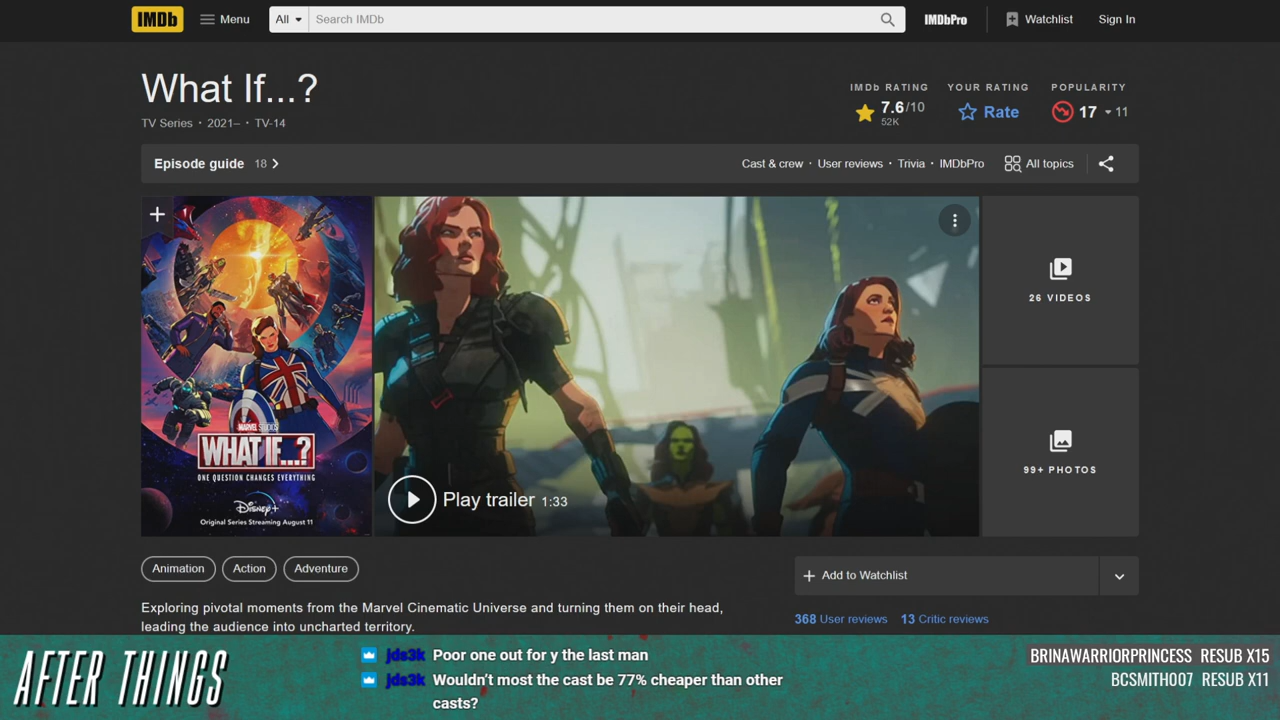 IMDb
Menu
All
Search IMDb
IMDbPro
Watchlist
Sign In
What If...?
TV Series · 2021– · TV-14
IMDb RATING
7.6/10
52K
YOUR RATING
Rate
POPULARITY
17
11
Episode guide 18
Cast & crew · User reviews · Trivia · IMDbPro
All topics
MARVEL STUDIOS
WHAT IF...?
ONE QUESTION CHANGES EVERYTHING
Disney+
Original Series Streaming August 11
Play trailer 1:33
26 VIDEOS
99+ PHOTOS
Animation
Action
Adventure
Add to Watchlist
Exploring pivotal moments from the Marvel Cinematic Universe and turning them on their head,
leading the audience into uncharted territory.
368 User reviews
13 Critic reviews
AFTER THINGS
jds3k Poor one out for y the last man
jds3k Wouldn't most the cast be 77% cheaper than other
casts?
BRINAWARRIORPRINCESS RESUB X15
BCSMITH007 RESUB X11